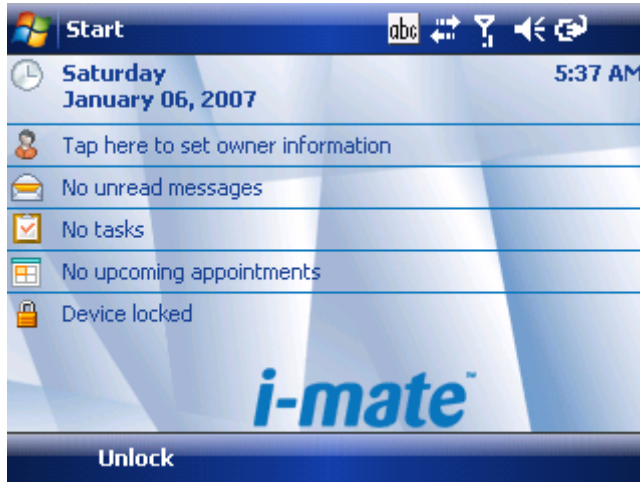 Start
abc
Saturday
5:37 AM
January 06, 2007
Tap here to set owner information
No unread messages
No tasks
No upcoming appointments
Device locked
i-mate™
Unlock